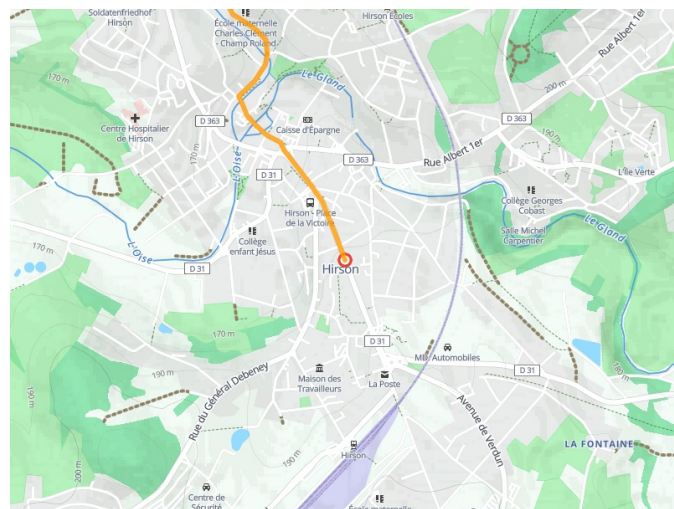 Soldatenfriedhof
Hirson
École maternelle
Charles Clément
- Champ Roland
Hirson Écoles
Rue Albert 1er
170 m
200 m
Le Gland
D 363
Centre Hospitalier
de Hirson
Caisse d'Épargne
190 m
170 m
D 363
Rue Albert 1er
L'Oise
D 31
L'Île Verte
Collège Georges
Cobast
Hirson - Place
de la Victoire
Le Gland
Salle Michel
Carpentier
Collège
enfant Jésus
L'Oise
170 m
D 31
Hirson
170 m
D 31
Mill' Automobiles
190 m
D 31
Maison des
Travailleurs
La Poste
190 m
Rue du Général Debeney
Avenue de Verdun
LA FONTAINE
Hirson
190 m
200 m
Centre de
Sécurité
École maternelle